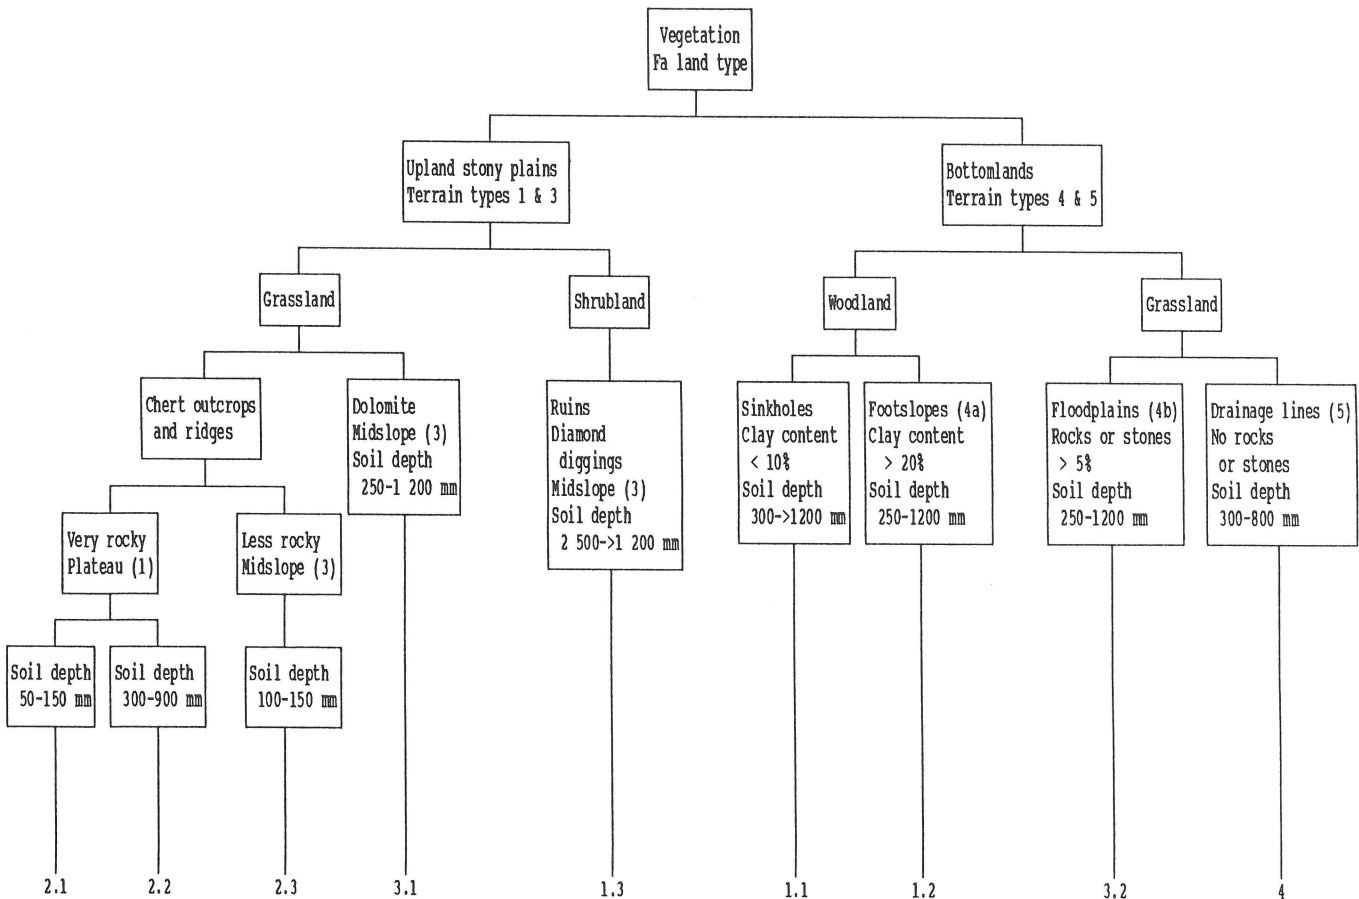 Vegetation
Fa land type
Upland stony plains
Terrain types 1 & 3
Bottomlands
Terrain types 4 & 5
Grassland
Shrubland
Woodland
Grassland
Chert outcrops
and ridges
Dolomite
Midslope (3)
Soil depth
250-1 200 mm
Ruins
Diamond
diggings
Midslope (3)
Soil depth
2 500->1 200 mm
Sinkholes
Clay content
< 10%
Soil depth
300->1200 mm
Footslopes (4a)
Clay content
> 20%
Soil depth
250-1200 mm
Floodplains (4b)
Rocks or stones
> 5%
Soil depth
250-1200 mm
Drainage lines (5)
No rocks
or stones
Soil depth
300-800 mm
Very rocky
Plateau (1)
Less rocky
Midslope (3)
Soil depth
50-150 mm
Soil depth
300-900 mm
Soil depth
100-150 mm
2.1
2.2
2.3
3.1
1.3
1.1
1.2
3.2
4